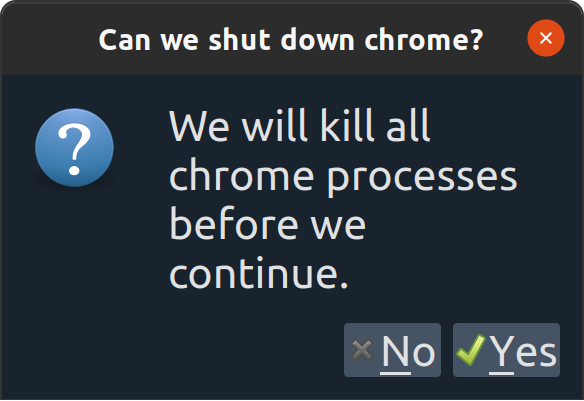 Can we shut down chrome?
We will kill all
chrome processes
before we
continue.
No
Yes